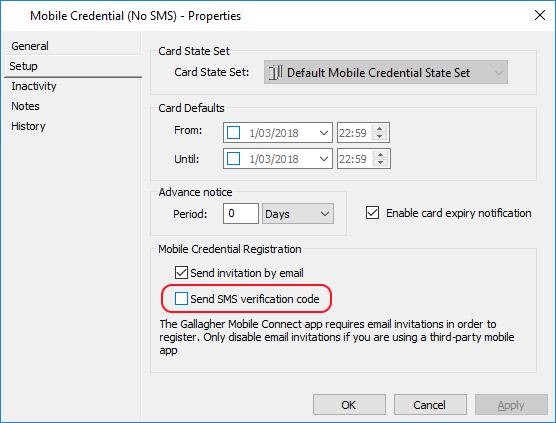 Mobile Credential (No SMS) - Properties
General
Setup
Inactivity
Notes
History
Card State Set
Card State Set: Default Mobile Credential State Set
Card Defaults
From: 1/03/2018 22:59
Until: 1/03/2018 22:59
Advance notice
Period: 0 Days
Enable card expiry notification
Mobile Credential Registration
Send invitation by email
Send SMS verification code
The Gallagher Mobile Connect app requires email invitations in order to
register. Only disable email invitations if you are using a third-party mobile
app
OK Cancel Apply